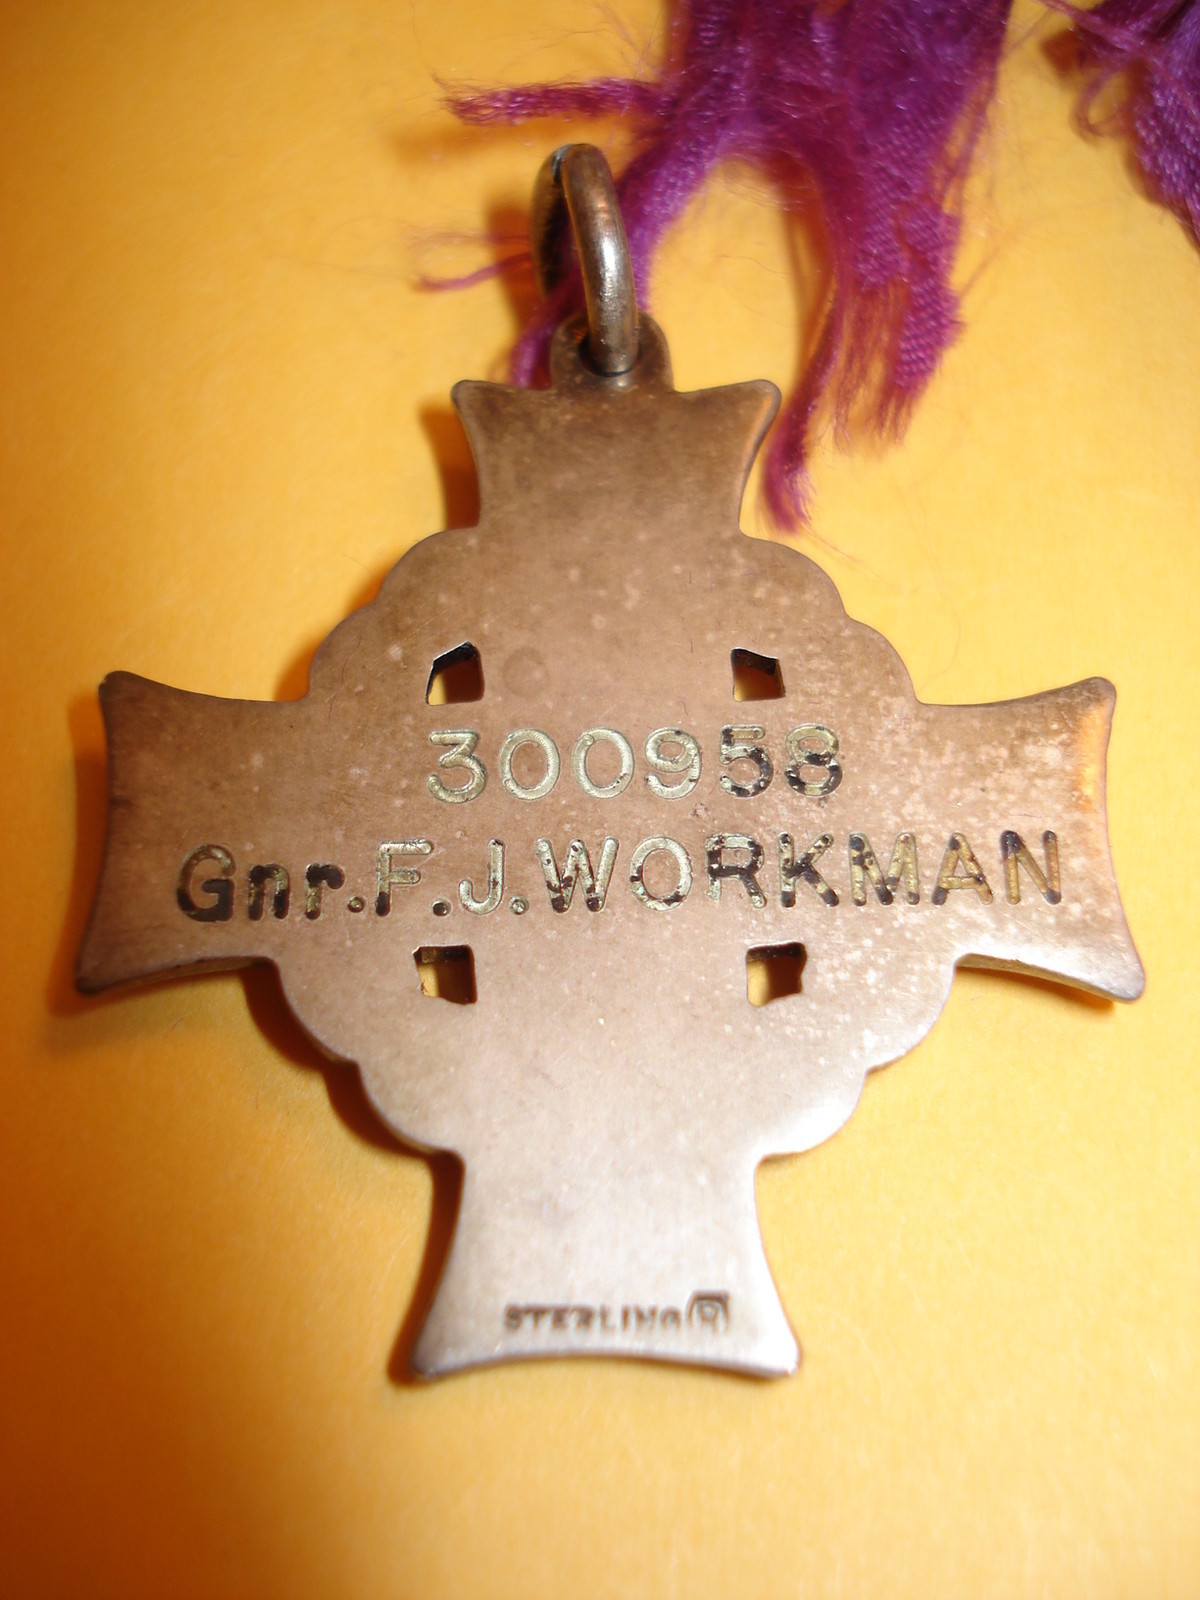 300958
Gnr. F. J. WORKMAN
STERLING R